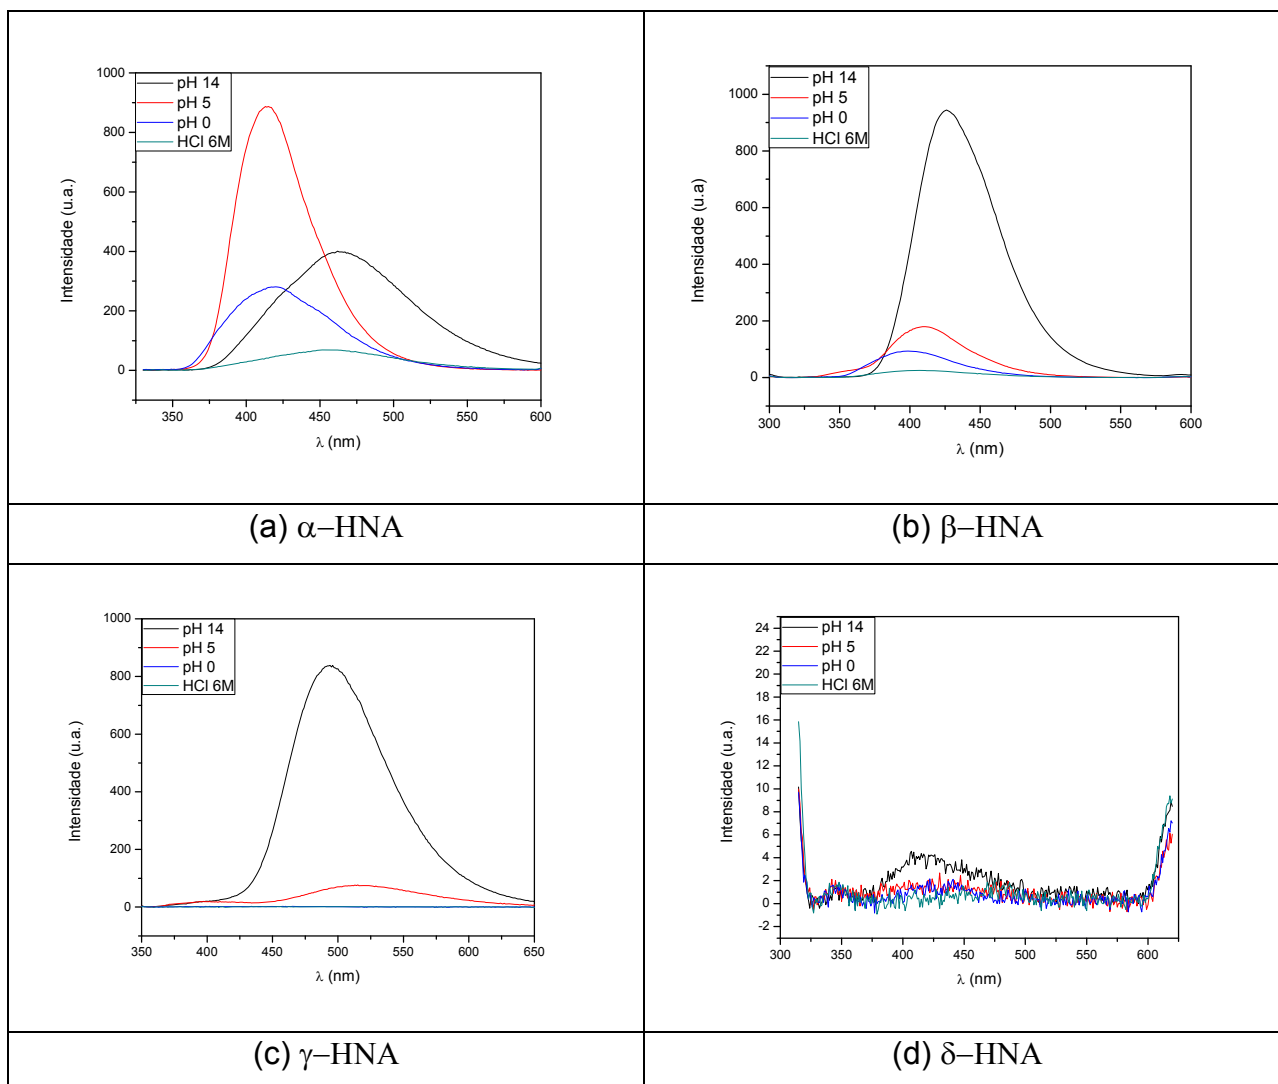 1000
800
600
400
200
0
Intensidade (u.a.)
pH 14
pH 5
pH 0
HCl 6M
350 400 450 500 550 600
λ (nm)
(a) α−HNA
1000
800
600
400
200
0
Intensidade (u.a)
pH 14
pH 5
pH 0
HCl 6M
300 350 400 450 500 550 600
λ (nm)
(b) β−HNA
1000
800
600
400
200
0
Intensidade (u.a.)
pH 14
pH 5
pH 0
HCl 6M
350 400 450 500 550 600 650
λ (nm)
(c) γ−HNA
24
22
20
18
16
14
12
10
8
6
4
2
0
-2
Intensidade (u.a.)
pH 14
pH 5
pH 0
HCl 6M
300 350 400 450 500 550 600
λ (nm)
(d) δ−HNA